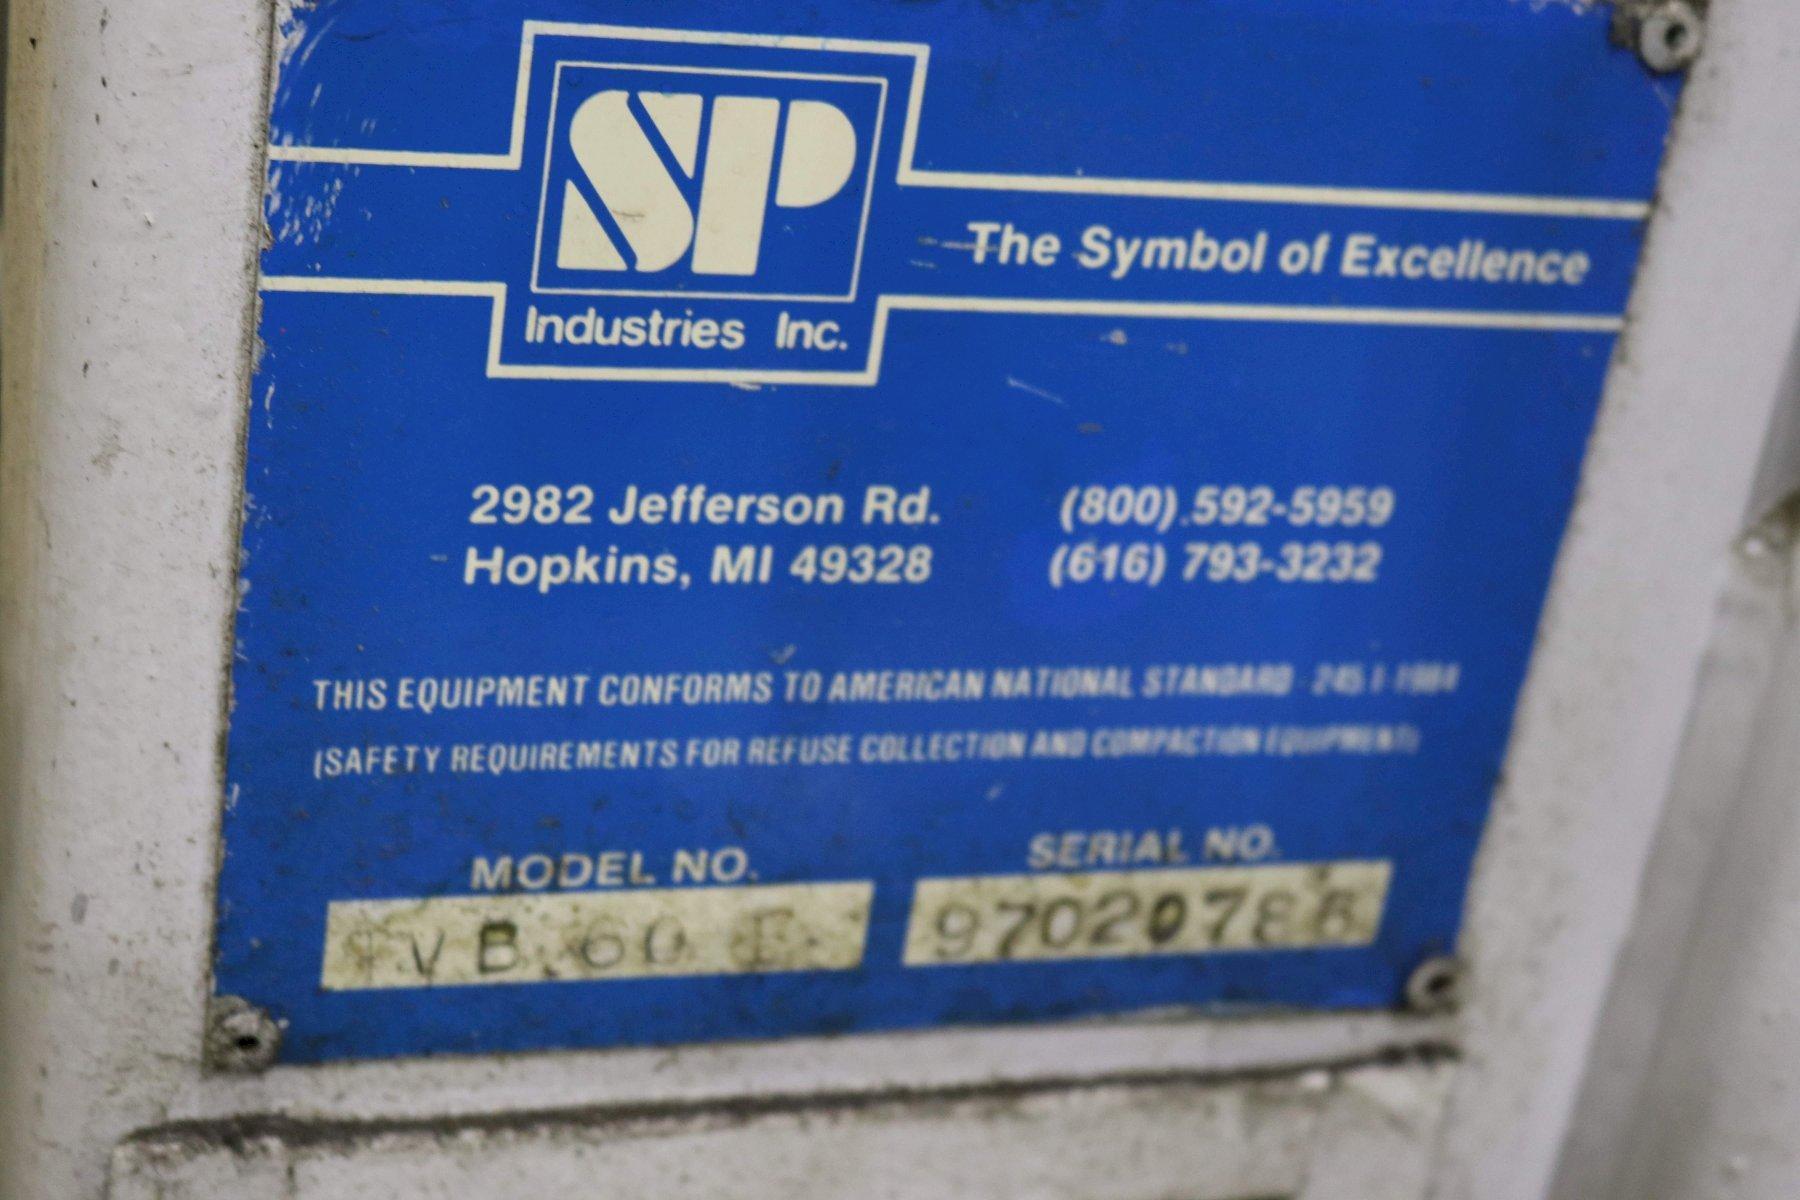 SP
Industries Inc.
The Symbol of Excellence
2982 Jefferson Rd. (800) 592-5959
Hopkins, MI 49328 (616) 793-3232
THIS EQUIPMENT CONFORMS TO AMERICAN NATIONAL STANDARD
(SAFETY REQUIREMENTS FOR REFUSE COLLECTION AND COMPACTION EQUIPMENT)
MODEL NO. SERIAL NO.
VB 60